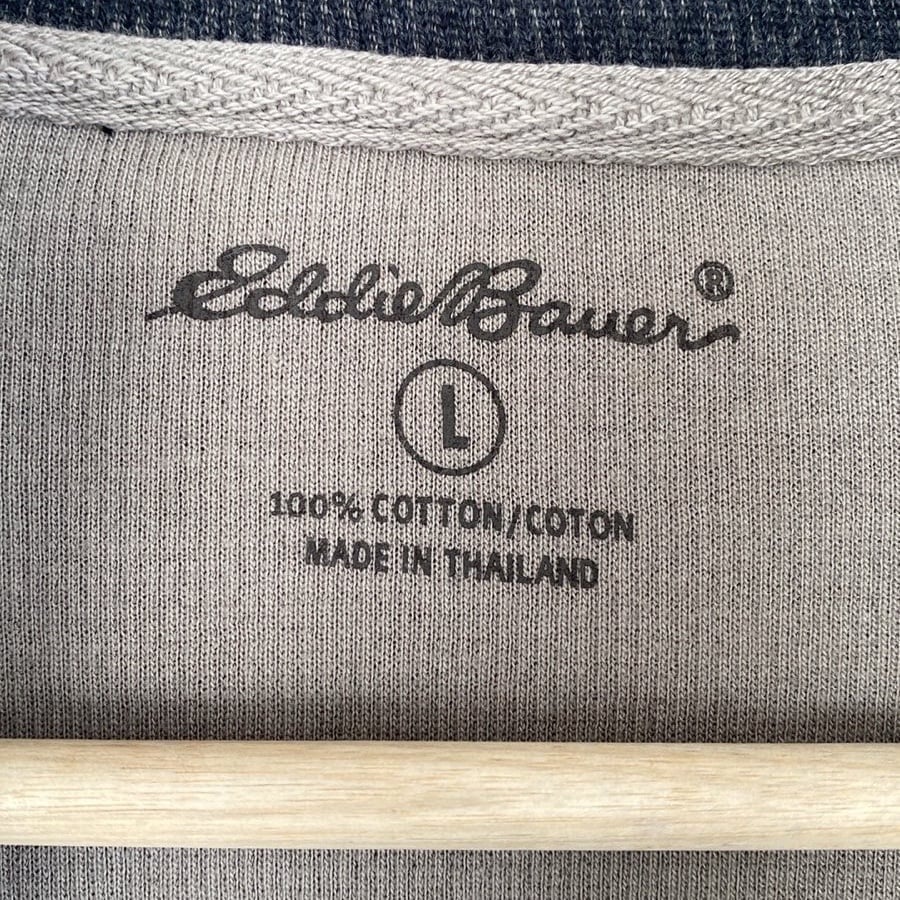 Eddie Bauer®
L
100% COTTON/COTON
MADE IN THAILAND